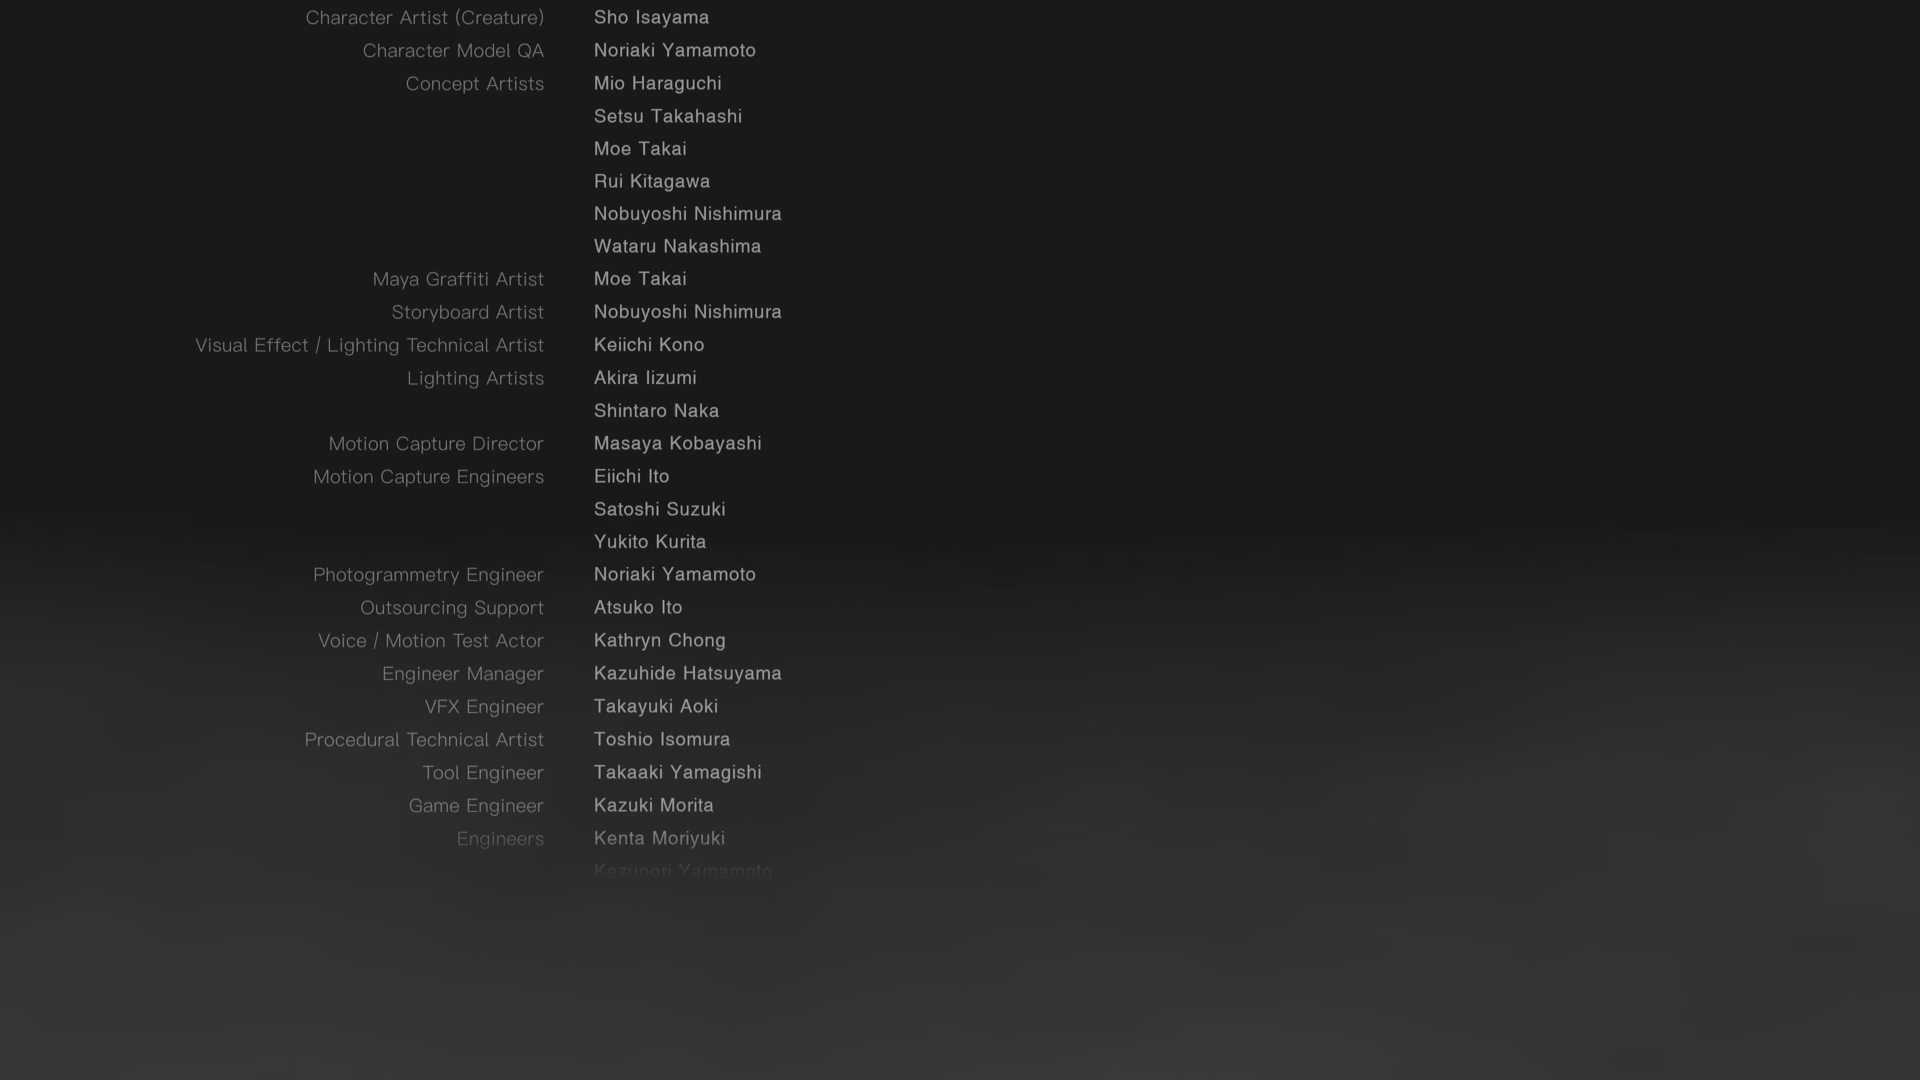 Character Artist (Creature) Sho Isayama
Character Model QA Noriaki Yamamoto
Concept Artists Mio Haraguchi
Setsu Takahashi
Moe Takai
Rui Kitagawa
Nobuyoshi Nishimura
Wataru Nakashima
Maya Graffiti Artist Moe Takai
Storyboard Artist Nobuyoshi Nishimura
Visual Effect / Lighting Technical Artist Keiichi Kono
Lighting Artists Akira Iizumi
Shintaro Naka
Motion Capture Director Masaya Kobayashi
Motion Capture Engineers Eiichi Ito
Satoshi Suzuki
Yukito Kurita
Photogrammetry Engineer Noriaki Yamamoto
Outsourcing Support Atsuko Ito
Voice / Motion Test Actor Kathryn Chong
Engineer Manager Kazuhide Hatsuyama
VFX Engineer Takayuki Aoki
Procedural Technical Artist Toshio Isomura
Tool Engineer Takaaki Yamagishi
Game Engineer Kazuki Morita
Engineers Kenta Moriyuki
Kazunori Yamamoto